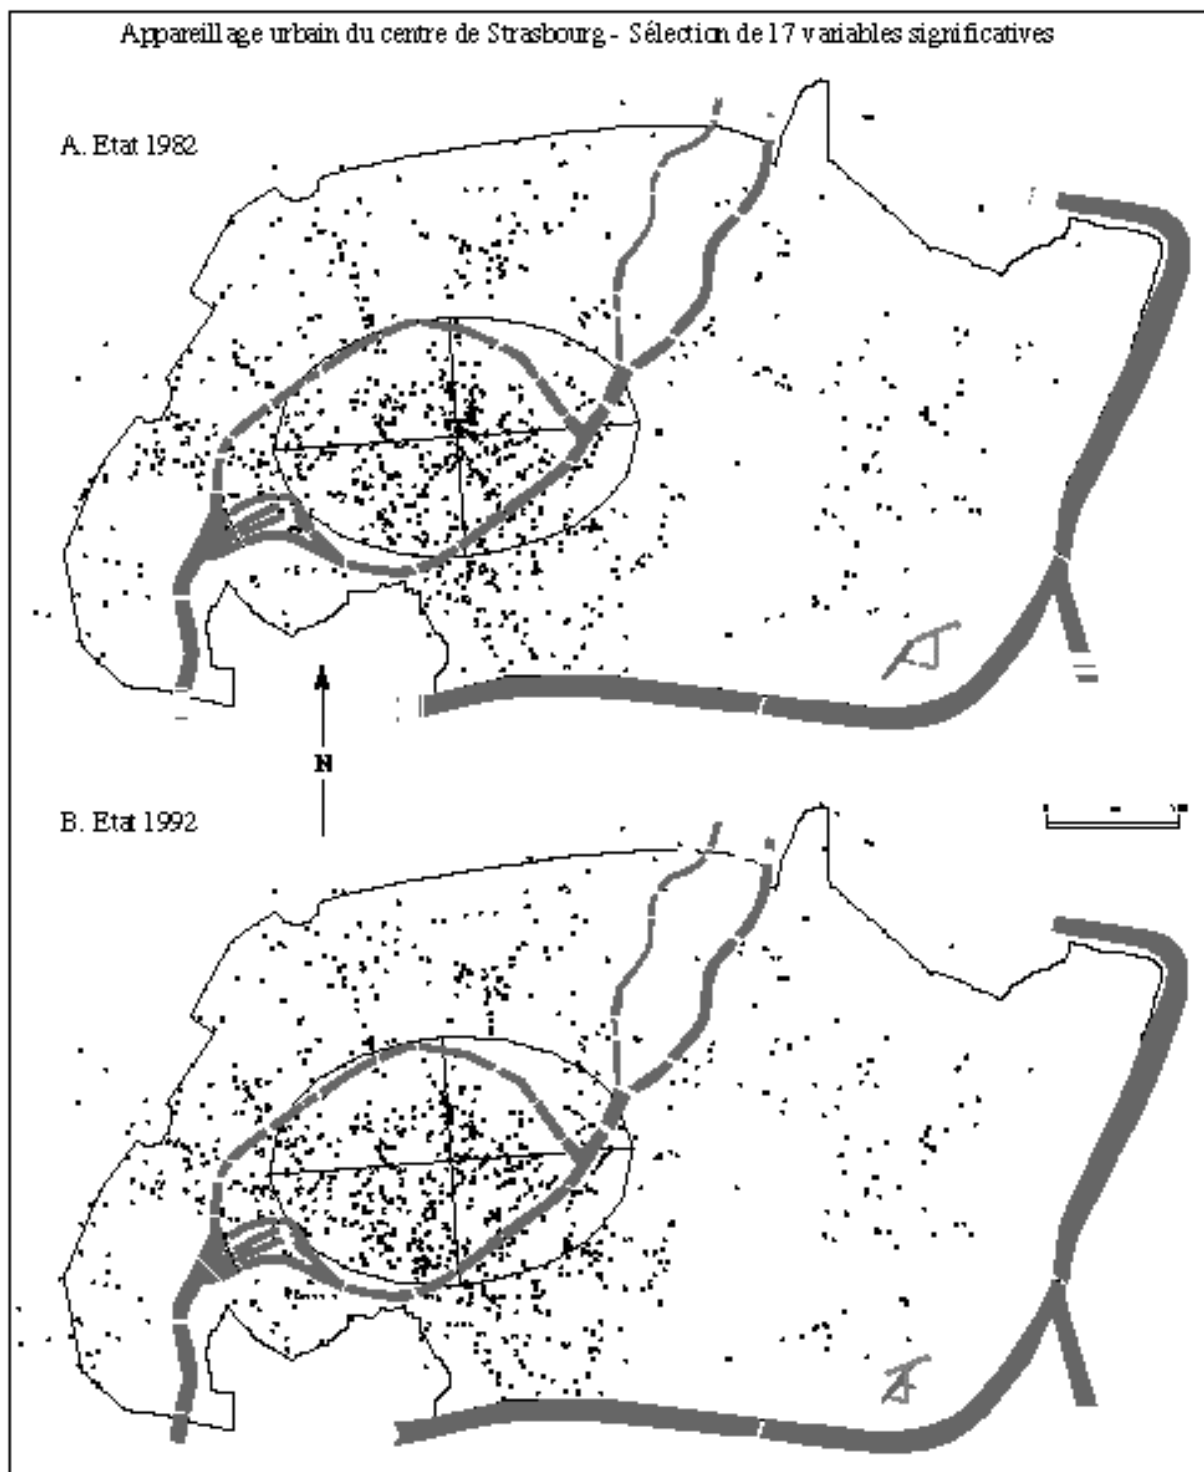 Appareillage urbain du centre de Strasbourg - Sélection de 17 variables significatives
A. Etat 1982
N
B. Etat 1992